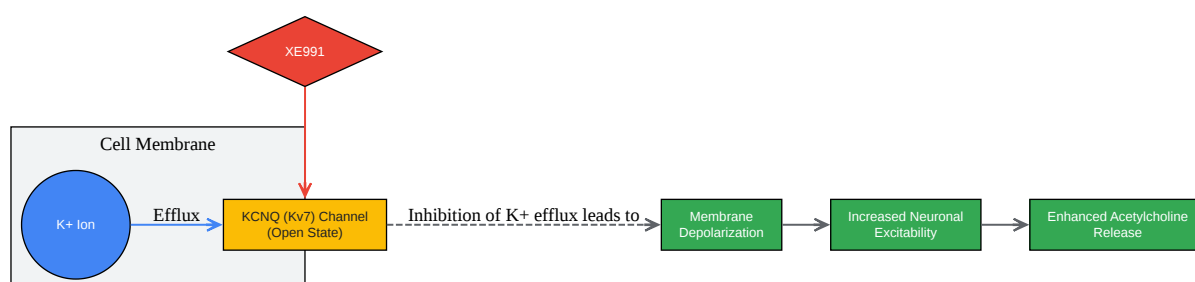 XE991
Cell Membrane
K+ Ion
Efflux
KCNQ (Kv7) Channel
(Open State)
Inhibition of K+ efflux leads to
Membrane
Depolarization
Increased Neuronal
Excitability
Enhanced Acetylcholine
Release